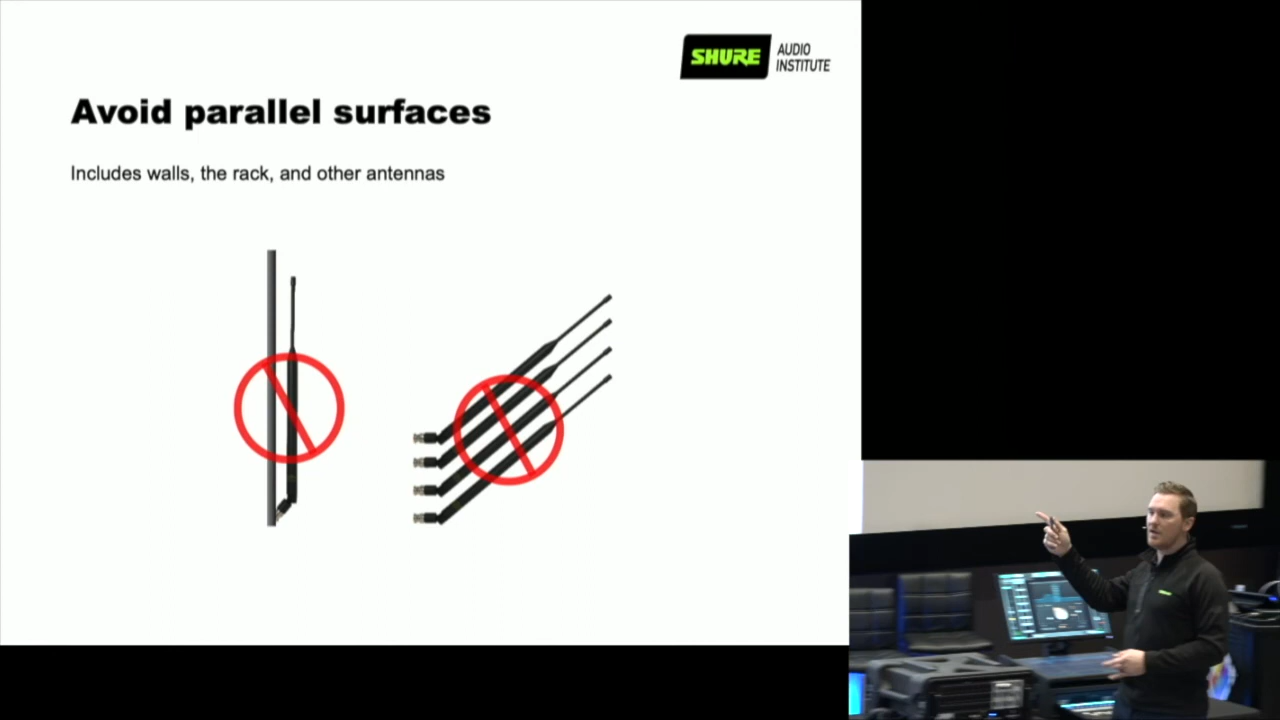 SHURE
AUDIO
INSTITUTE
Avoid parallel surfaces
Includes walls, the rack, and other antennas